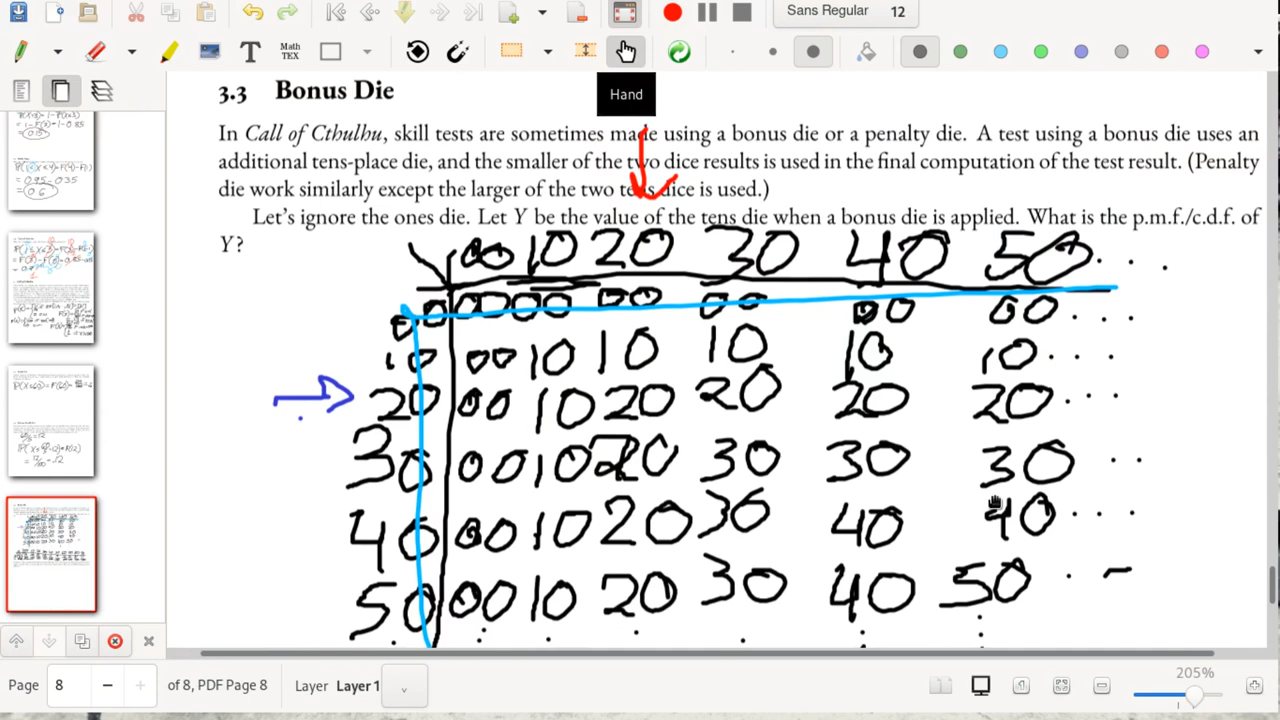 Sans Regular 12
T Math TEX
3.3 Bonus Die
Hand
In Call of Cthulhu, skill tests are sometimes made using a bonus die or a penalty die. A test using a bonus die uses an
additional tens-place die, and the smaller of the two dice results is used in the final computation of the test result. (Penalty
die work similarly except the larger of the two tens dice is used.)
Let's ignore the ones die. Let Y be the value of the tens die when a bonus die is applied. What is the p.m.f./c.d.f. of
Y?
00 10 20 30 40 50 . . .
00 00 00 00 00 00 00 . . .
10 00 10 10 10 10 10 . . .
20 00 10 20 20 20 20 . . .
30 00 10 20 30 30 30 . .
40 00 10 20 30 40 40 . . .
50 00 10 20 30 40 50 . -
Page 8 of 8, PDF Page 8 Layer Layer 1 205%